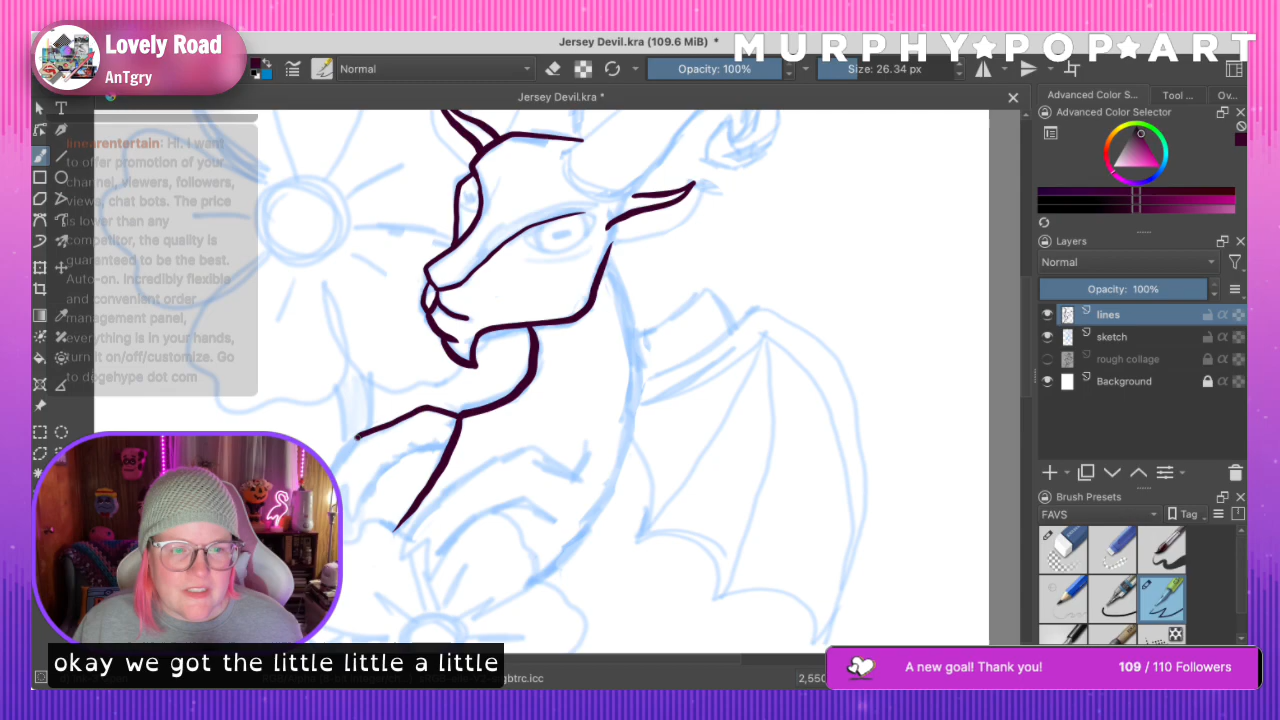 Lovely Road
AnTgry
MURPHY★POP★ART
Jersey Devil.kra (109.6 MiB) *
Normal
Opacity: 100%
Size: 26.34 px
Jersey Devil.kra *
Advanced Color S...
Tool ...
Ov...
Advanced Color Selector
linearentertain: Hi. I want
to offer promotion of your
channel, viewers, followers,
views, chat bots. The price
is lower than any
competitor, the quality is
guaranteed to be the best.
Auto-on. Incredibly flexible
and convenient order
management panel,
everything is in your hands,
turn it on/off/customize. Go
to dogehype dot com
Layers
Normal
Opacity: 100%
lines
sketch
rough collage
Background
Brush Presets
FAVS
Tag
okay we got the little little a little
A new goal! Thank you!
109 / 110 Followers
2,550